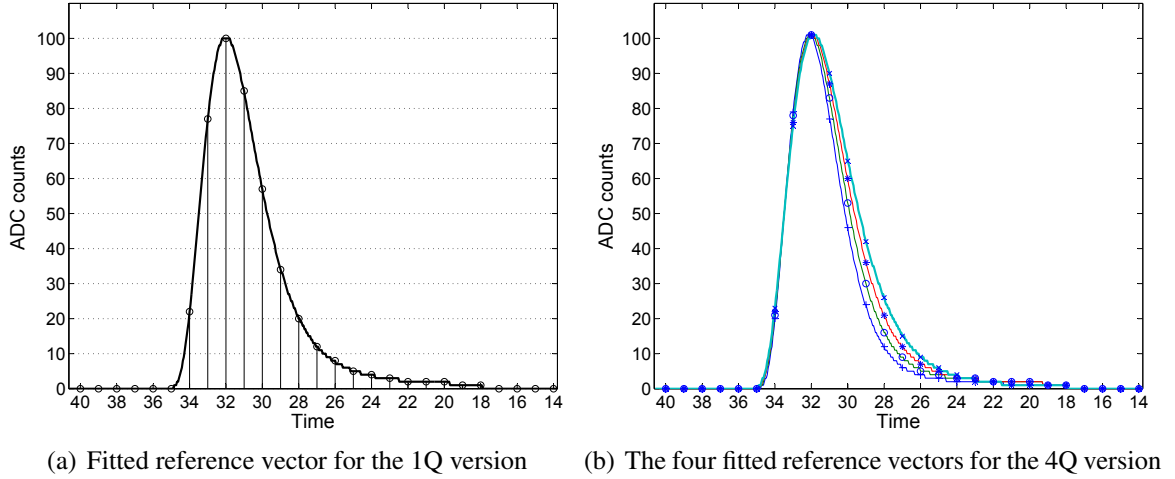 100
90
80
70
60
50
40
30
20
10
0
ADC counts
40 38 36 34 32 30 28 26 24 22 20 18 16 14
Time
(a) Fitted reference vector for the 1Q version
100
90
80
70
60
50
40
30
20
10
0
ADC counts
40 38 36 34 32 30 28 26 24 22 20 18 16 14
Time
(b) The four fitted reference vectors for the 4Q version